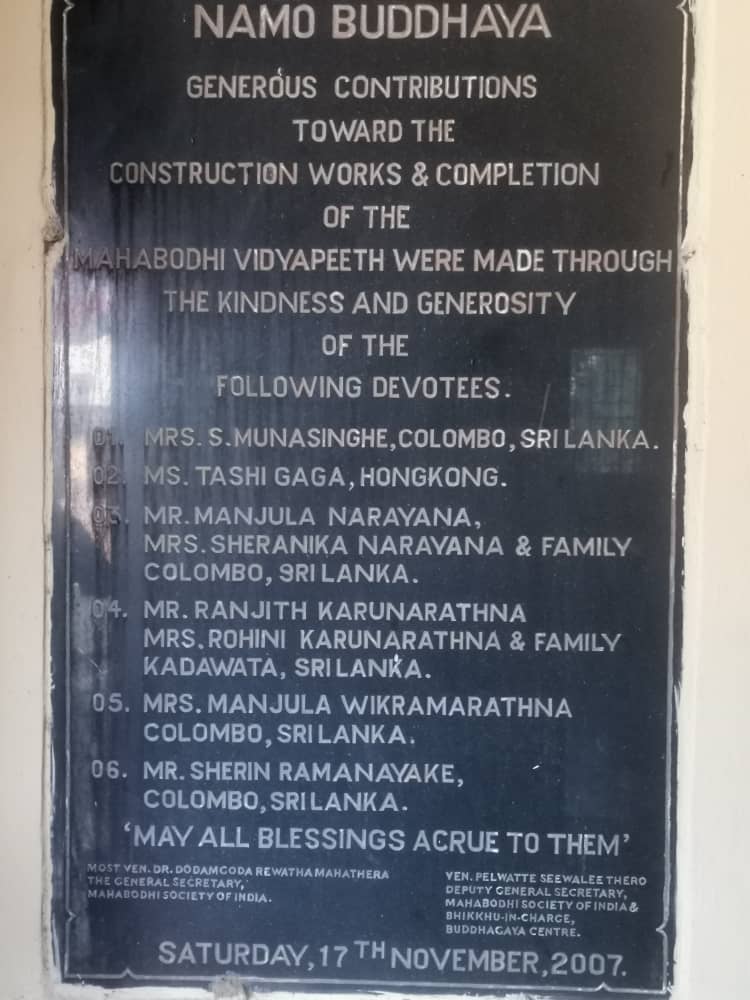 NAMO BUDDHAYA
GENEROUS CONTRIBUTIONS
TOWARD THE
CONSTRUCTION WORKS & COMPLETION
OF THE
MAHABODHI VIDYAPEETH WERE MADE THROUGH
THE KINDNESS AND GENEROSITY
OF THE
FOLLOWING DEVOTEES.
01. MRS. S. MUNASINGHE, COLOMBO, SRI LANKA.
02. MS. TASHI GAGA, HONGKONG.
03. MR. MANJULA NARAYANA,
MRS. SHERANIKA NARAYANA & FAMILY
COLOMBO, SRI LANKA.
04. MR. RANJITH KARUNARATHNA
MRS. ROHINI KARUNARATHNA & FAMILY
KADAWATA, SRI LANKA.
05. MRS. MANJULA WIKRAMARATHNA
COLOMBO, SRI LANKA.
06. MR. SHERIN RAMANAYAKE,
COLOMBO, SRI LANKA.
'MAY ALL BLESSINGS ACRUE TO THEM'
MOST VEN. DR. DODAMGODA REWATHA MAHATHERA
THE GENERAL SECRETARY,
MAHABODHI SOCIETY OF INDIA.
VEN. PELWATTE SEEWALEE THERO
DEPUTY GENERAL SECRETARY,
MAHABODHI SOCIETY OF INDIA &
BHIKKHU-IN-CHARGE,
BUDDHAGAYA CENTRE.
SATURDAY, 17TH NOVEMBER, 2007.